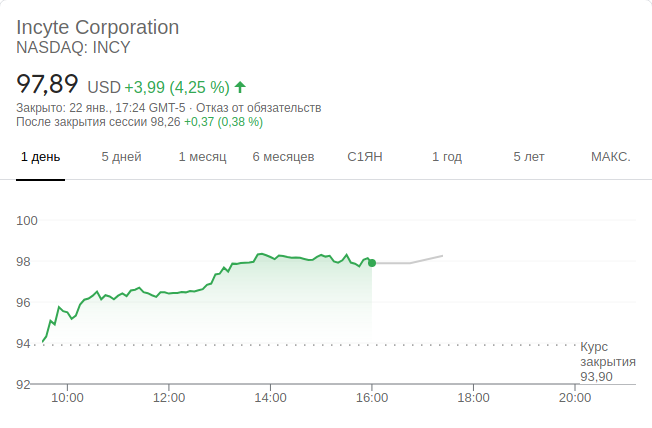 Incyte Corporation
NASDAQ: INCY
97,89 USD +3,99 (4,25 %)
Закрыто: 22 янв., 17:24 GMT-5 · Отказ от обязательств
После закрытия сессии 98,26 +0,37 (0,38 %)
1 день 5 дней 1 месяц 6 месяцев С1ЯН 1 год 5 лет МАКС.
100
98
96
94
92
Курс
закрытия
93,90
10:00 12:00 14:00 16:00 18:00 20:00